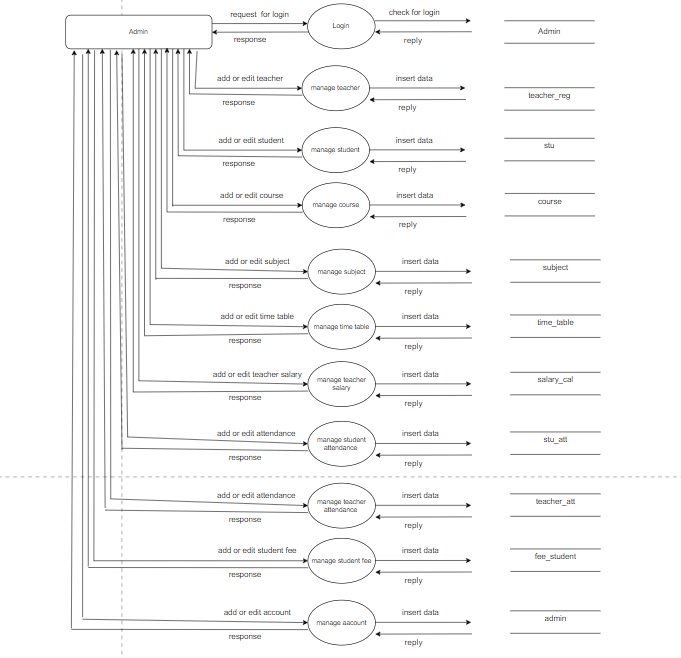 request for login
check for login
Admin
Login
Admin
response
reply
add or edit teacher
insert data
manage teacher
teacher_reg
response
reply
add or edit student
insert data
manage student
stu
response
reply
add or edit course
insert data
manage course
course
response
reply
add or edit subject
insert data
manage subject
subject
response
reply
add or edit time table
insert data
manage time table
time_table
response
reply
add or edit teacher salary
insert data
manage teacher
salary
salary_cal
response
reply
add or edit attendance
insert data
manage student
attendance
stu_att
response
reply
add or edit attendance
insert data
manage teacher
attendance
teacher_att
response
reply
add or edit student fee
insert data
manage student fee
fee_student
response
reply
add or edit account
insert data
manage aacount
admin
response
reply